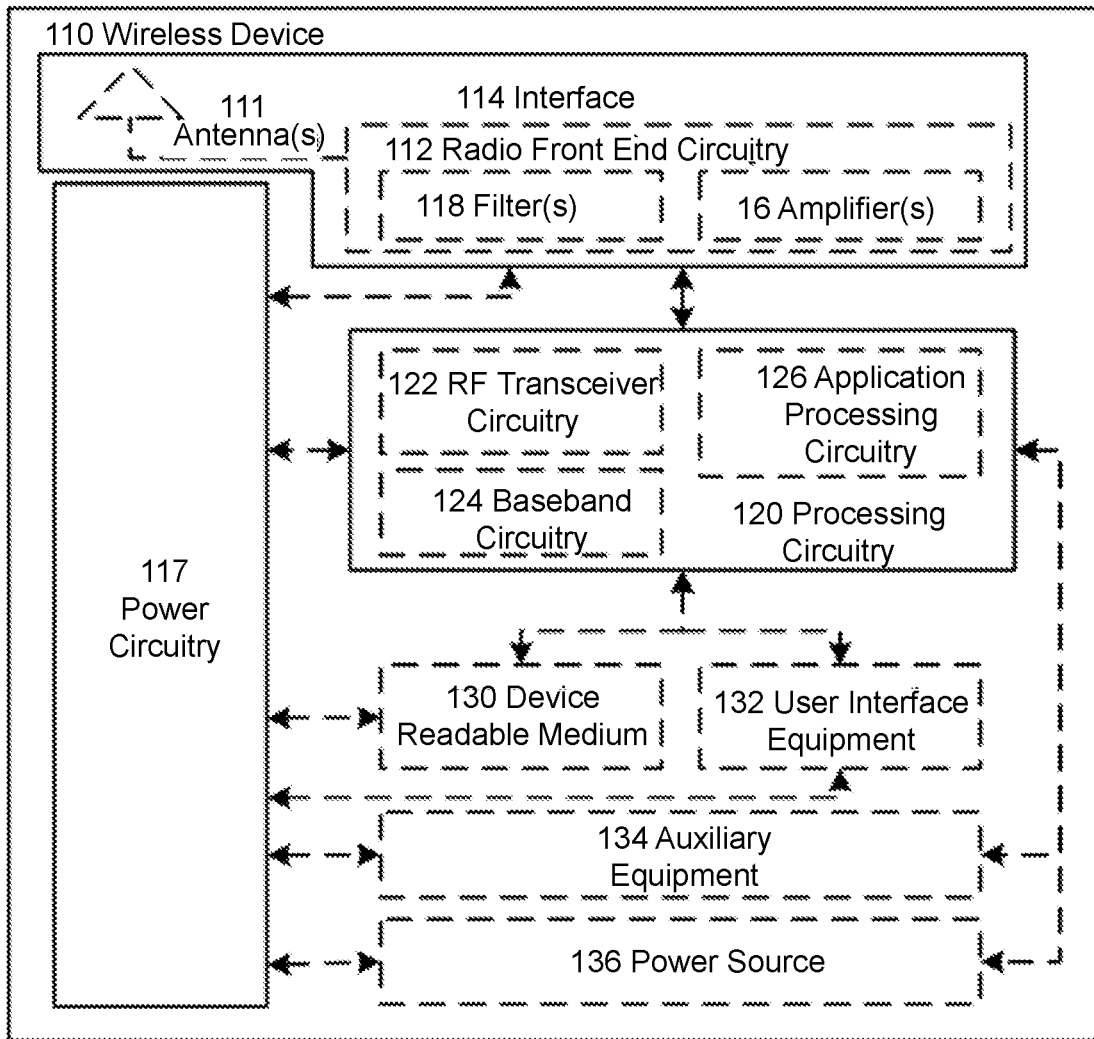 110 Wireless Device
111
Antenna(s)
114 Interface
112 Radio Front End Circuitry
118 Filter(s)
16 Amplifier(s)
122 RF Transceiver
Circuitry
126 Application
Processing
Circuitry
124 Baseband
Circuitry
120 Processing
Circuitry
117
Power
Circuitry
130 Device
Readable Medium
132 User Interface
Equipment
134 Auxiliary
Equipment
136 Power Source